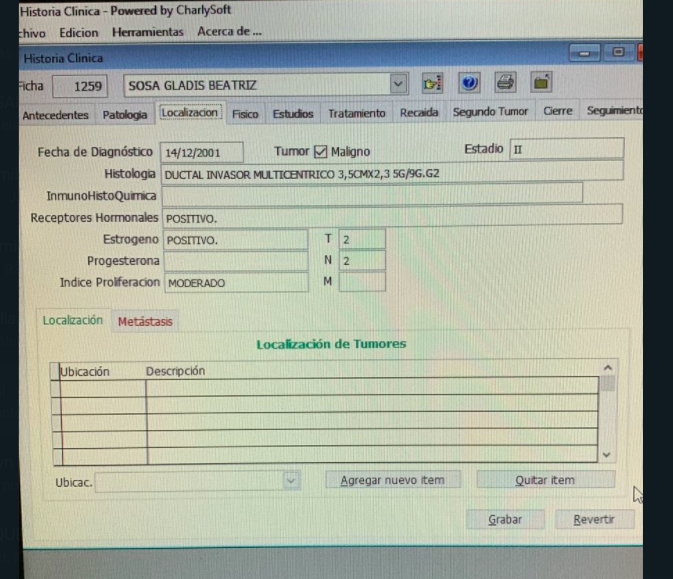 Historia Clinica - Powered by CharlySoft
chivo Edicion Herramientas Acerca de ...
Historia Clinica
Ficha 1259 SOSA GLADIS BEATRIZ
Antecedentes Patologia Localizacion Fisico Estudios Tratamiento Recaida Segundo Tumor Cierre Seguimiento
Fecha de Diagnóstico 14/12/2001 Tumor Maligno Estadio II
Histologia DUCTAL INVASOR MULTICENTRICO 3,5CMX2,3 5G/9G.G2
InmunoHistoQuimica
Receptores Hormonales POSITIVO.
Estrogeno POSITIVO. T 2
Progesterona N 2
Indice Proliferacion MODERADO M
Localización Metástasis
Localización de Tumores
Ubicación Descripción
Ubicac. Agregar nuevo item Quitar item
Grabar Revertir